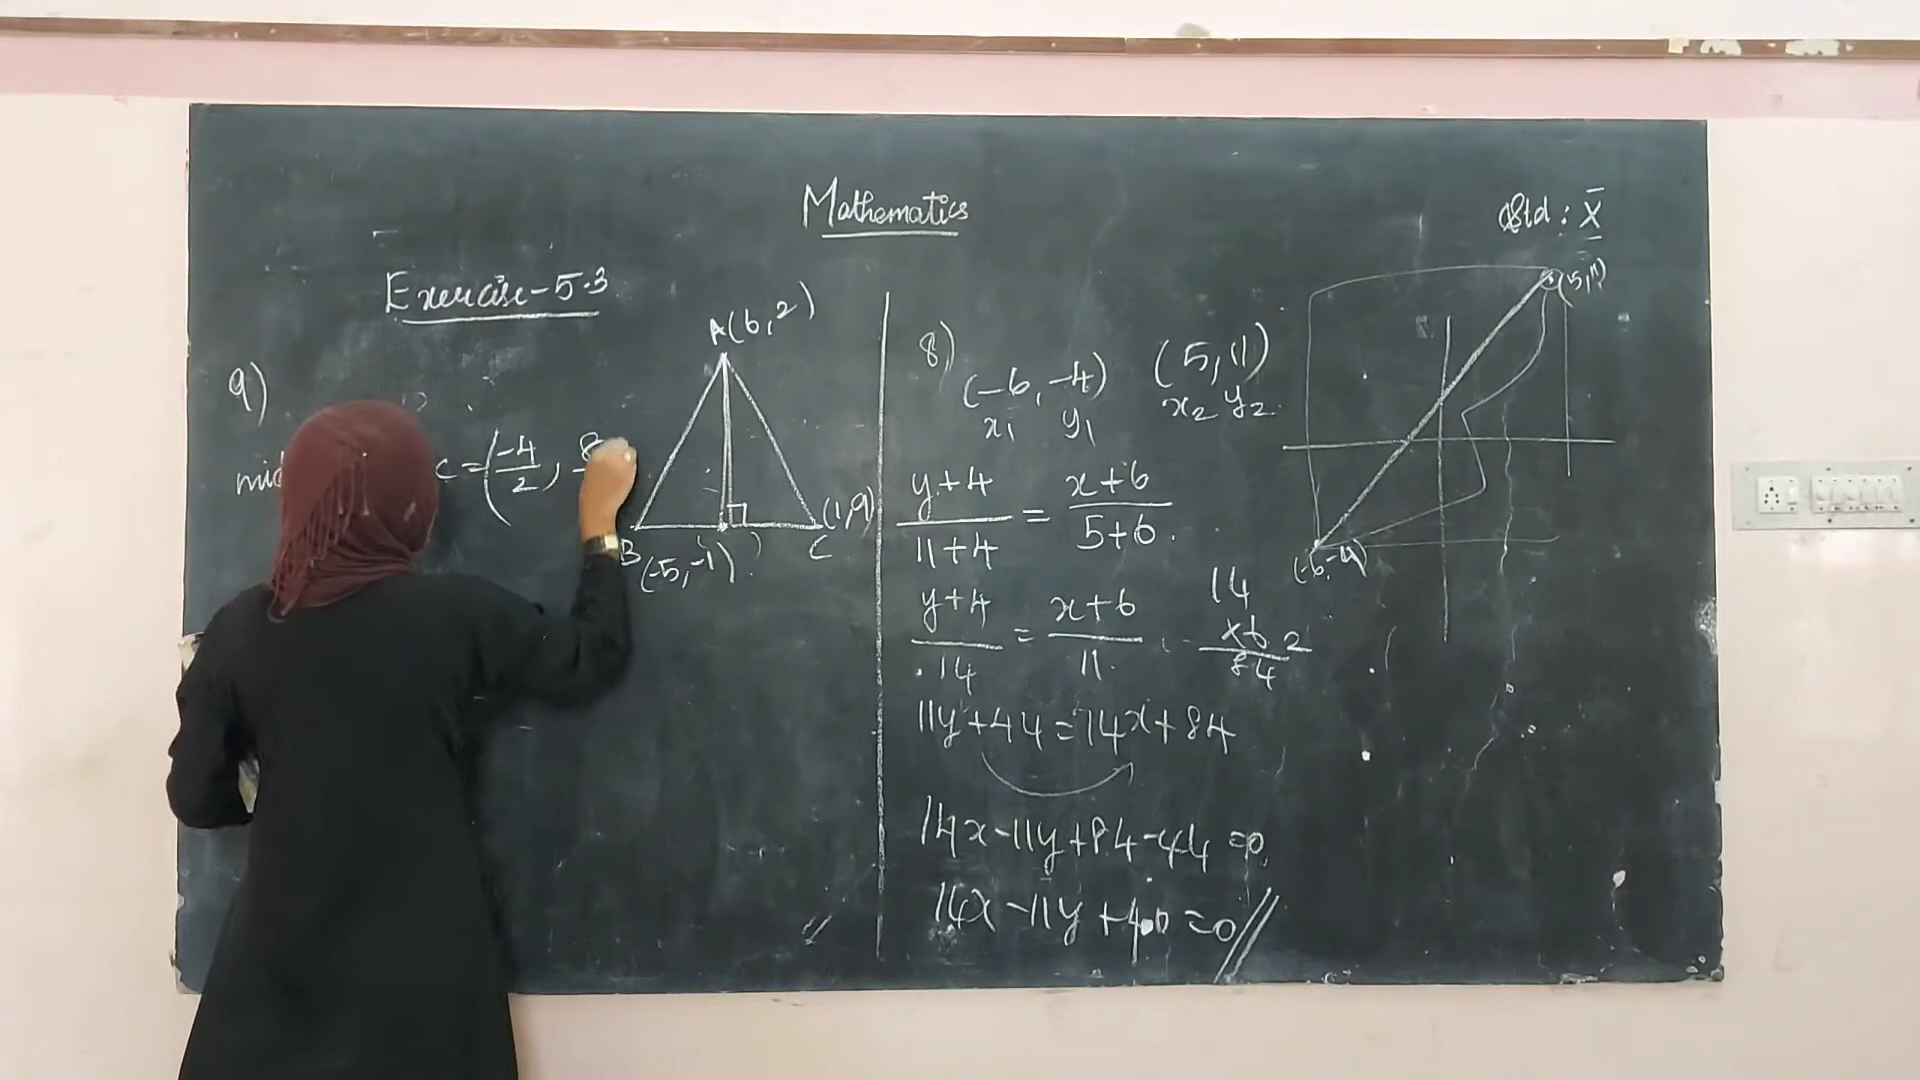 Mathematics
Std : X
Exercise-5.3
9)
A(6,2)
C = (-4/2, 8
B
(-5,-1)
C
(1,9)
8)
(-6, -4) (5,11)
x1 y1 x2 y2
y+4/11+4 = x+6/5+6
y+4/14 = x+6/11
14
x6 2
84
11y+44=14x+84
14x-11y+84-44=0
14x-11y+40=0
(5,11)
(-6,-4)